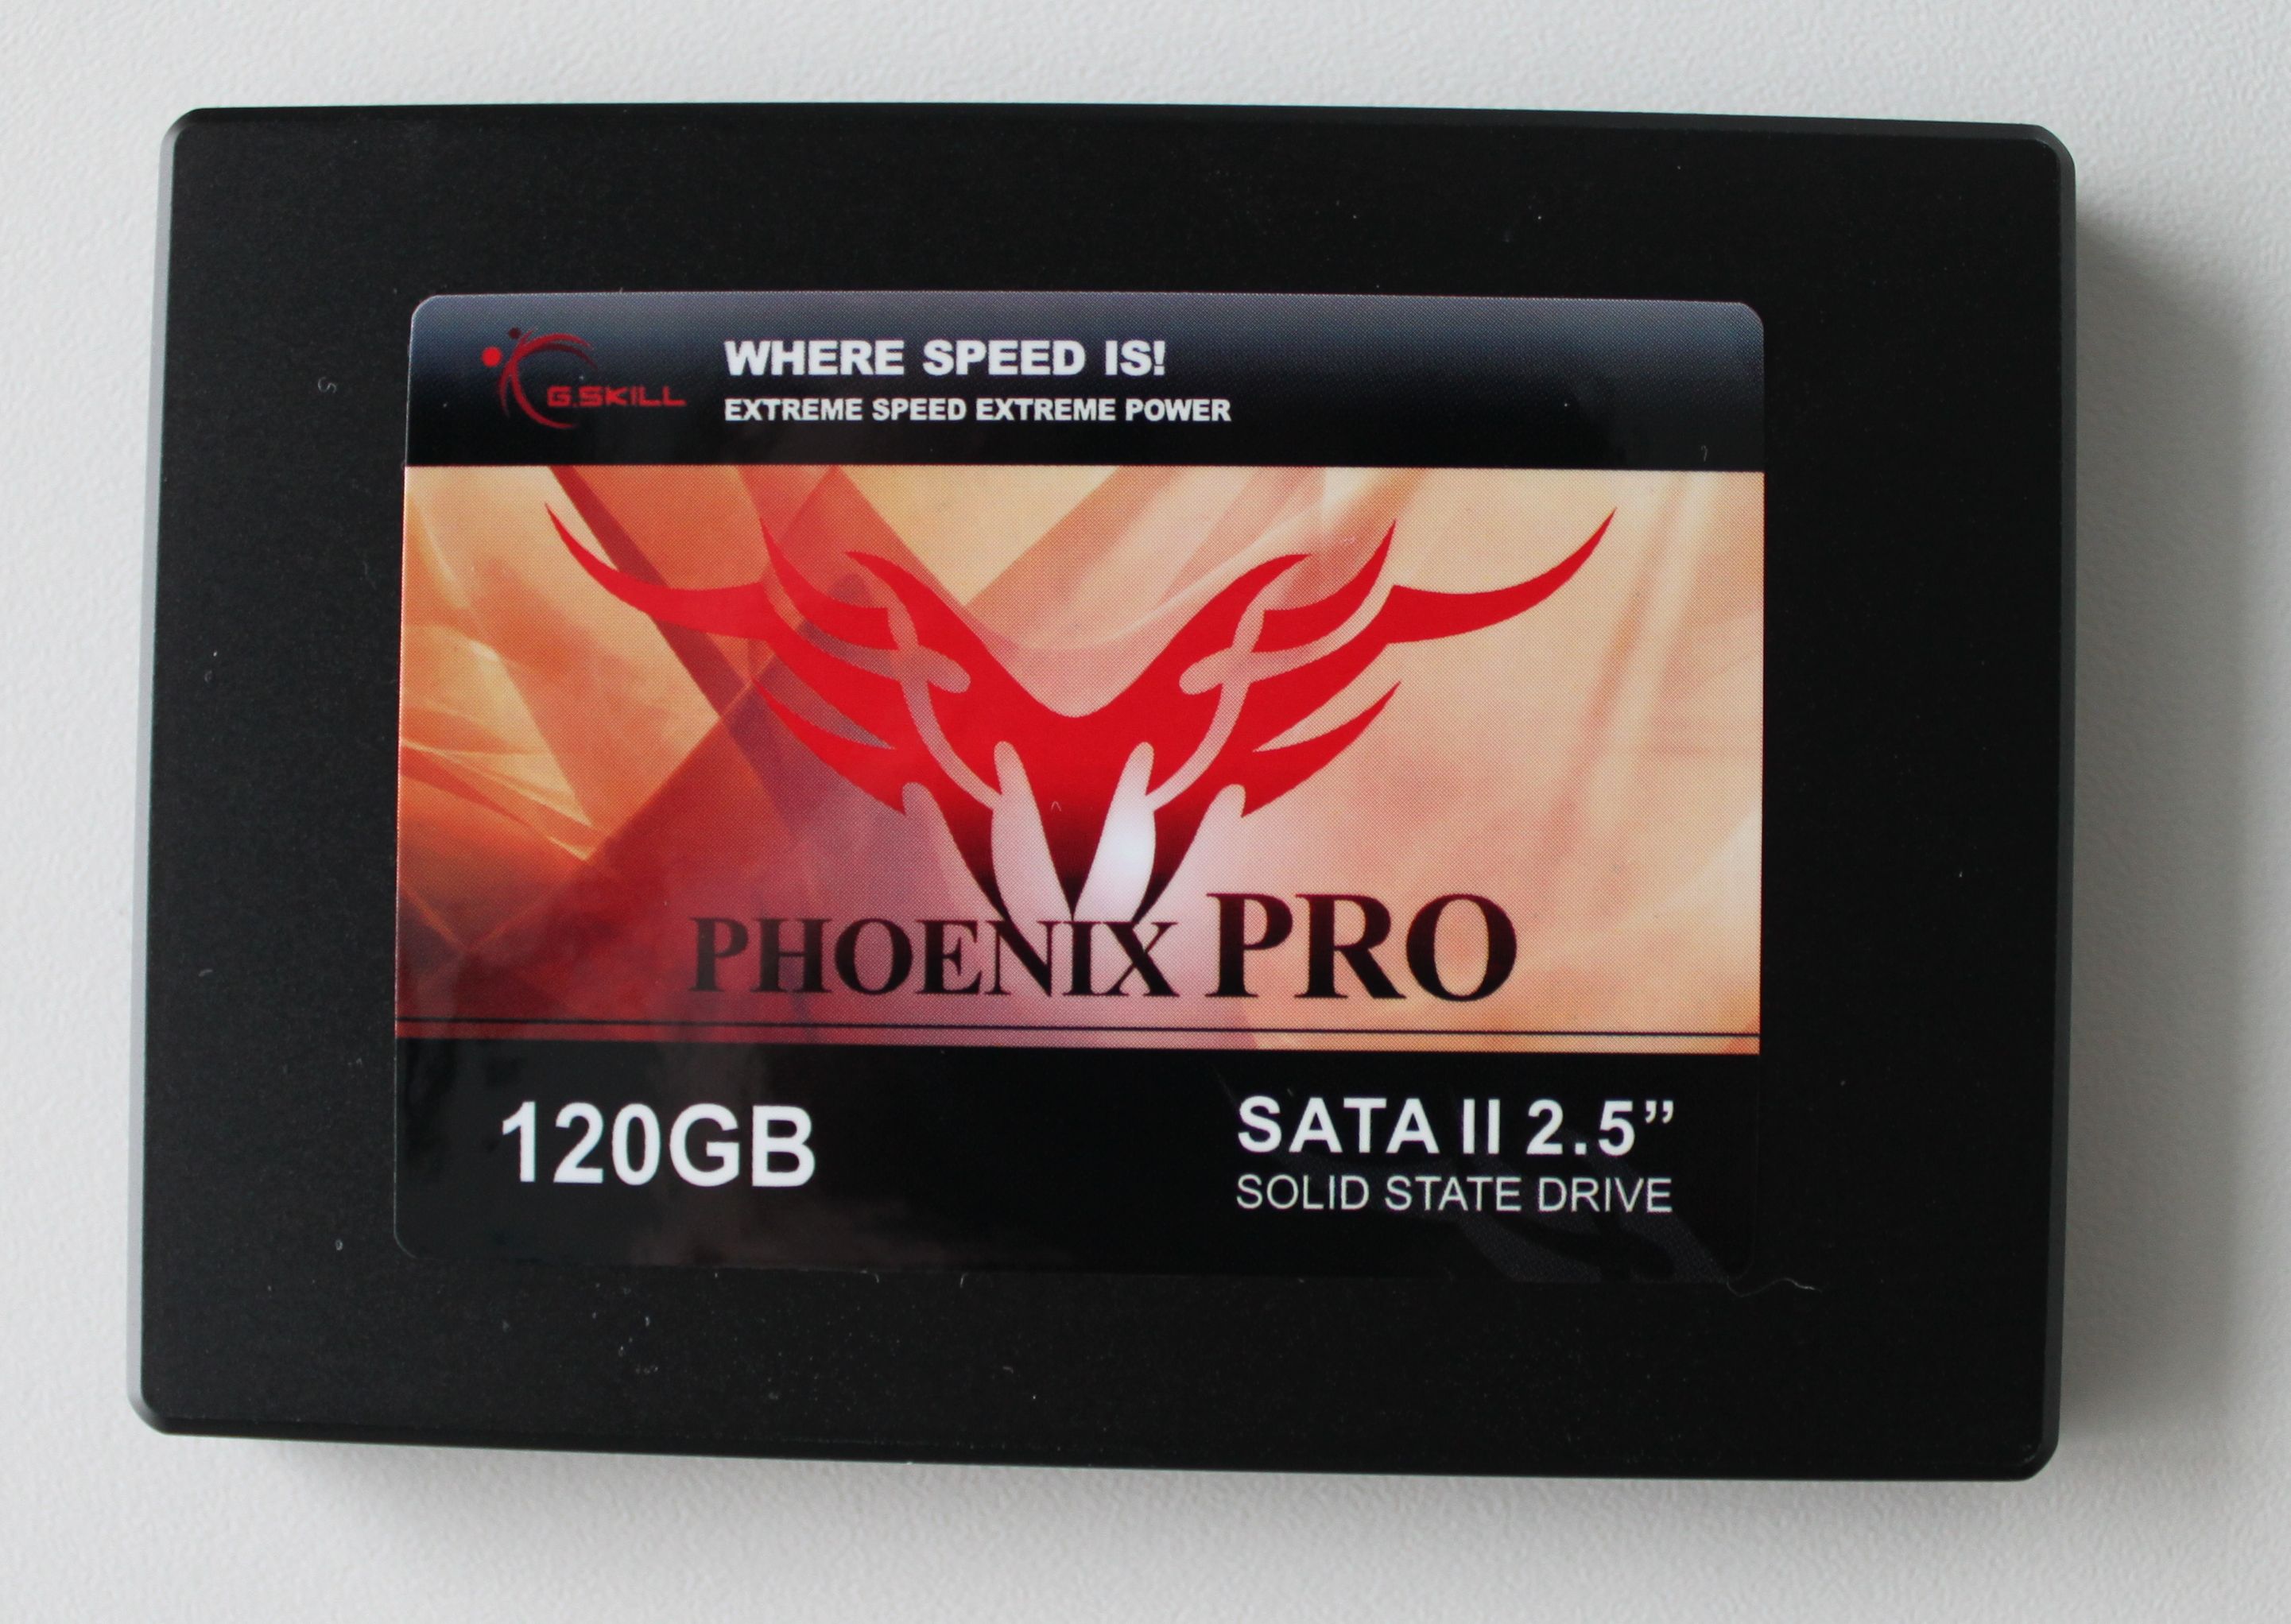 G.SKILL
WHERE SPEED IS!
EXTREME SPEED EXTREME POWER
PHOENIX PRO
120GB
SATA II 2.5”
SOLID STATE DRIVE